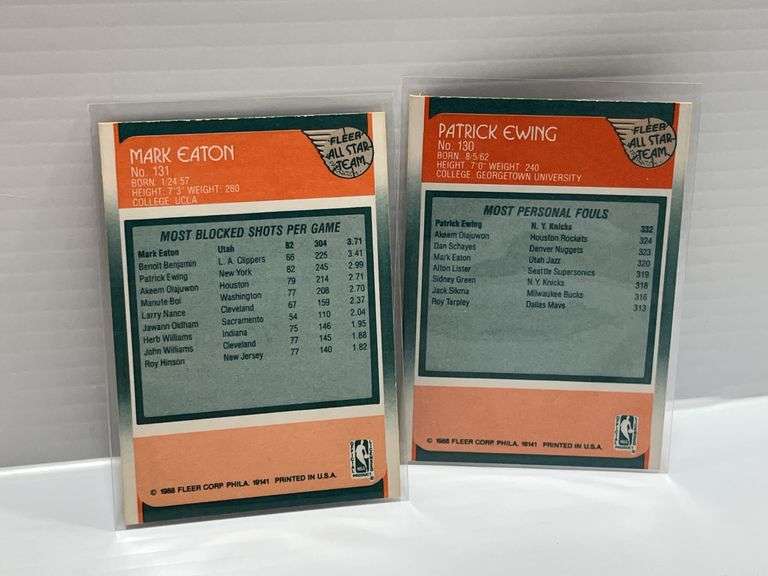 MARK EATON
No. 131
BORN: 1/24/57
HEIGHT: 7'3" WEIGHT: 280
COLLEGE: UCLA
FLEER
ALL STAR
TEAM
MOST BLOCKED SHOTS PER GAME
Mark Eaton Utah 82 304 3.71
Benoit Benjamin L. A. Clippers 66 225 3.41
Patrick Ewing New York 82 245 2.99
Akeem Olajuwon Houston 79 214 2.71
Manute Bol Washington 77 208 2.70
Larry Nance Cleveland 67 159 2.37
Jawann Oldham Sacramento 54 110 2.04
Herb Williams Indiana 75 146 1.95
John Williams Cleveland 77 145 1.88
Roy Hinson New Jersey 77 140 1.82
NBA
PRODUCT
© 1988 FLEER CORP. PHILA. 19141 PRINTED IN U.S.A.
PATRICK EWING
No. 130
BORN: 8/5/62
HEIGHT: 7'0" WEIGHT: 240
COLLEGE: GEORGETOWN UNIVERSITY
FLEER
ALL STAR
TEAM
MOST PERSONAL FOULS
Patrick Ewing N. Y. Knicks 332
Akeem Olajuwon Houston Rockets 324
Dan Schayes Denver Nuggets 323
Mark Eaton Utah Jazz 320
Alton Lister Seattle Supersonics 319
Sidney Green N. Y. Knicks 318
Jack Sikma Milwaukee Bucks 316
Roy Tarpley Dallas Mavs 313
NBA
© 1988 FLEER CORP. PHILA. 19141 PRINTED IN U.S.A.